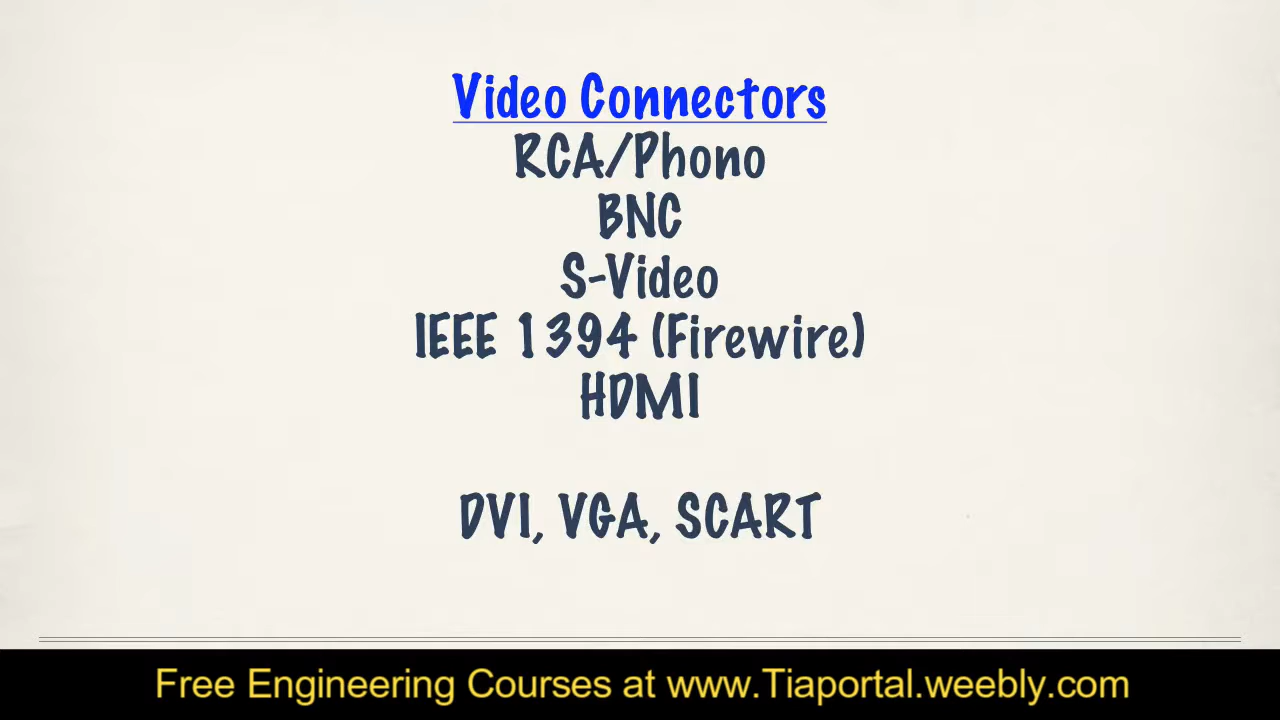 Video Connectors
RCA/Phono
BNC
S-Video
IEEE 1394 (Firewire)
HDMI
DVI, VGA, SCART
Free Engineering Courses at www.Tiaportal.weebly.com